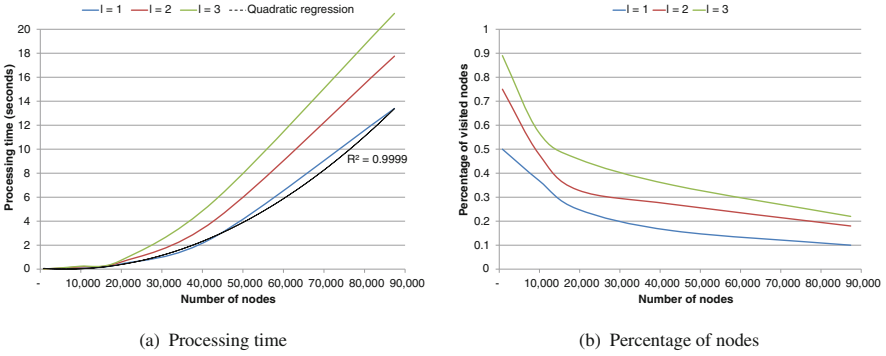 l = 1 l = 2 l = 3 Quadratic regression
Processing time (seconds)
20
18
16
14
12
10
8
6
4
2
0
R² = 0.9999
- 10,000 20,000 30,000 40,000 50,000 60,000 70,000 80,000 90,000
Number of nodes
(a) Processing time
l = 1 l = 2 l = 3
Percentage of visited nodes
1
0.9
0.8
0.7
0.6
0.5
0.4
0.3
0.2
0.1
0
- 10,000 20,000 30,000 40,000 50,000 60,000 70,000 80,000 90,000
Number of nodes
(b) Percentage of nodes